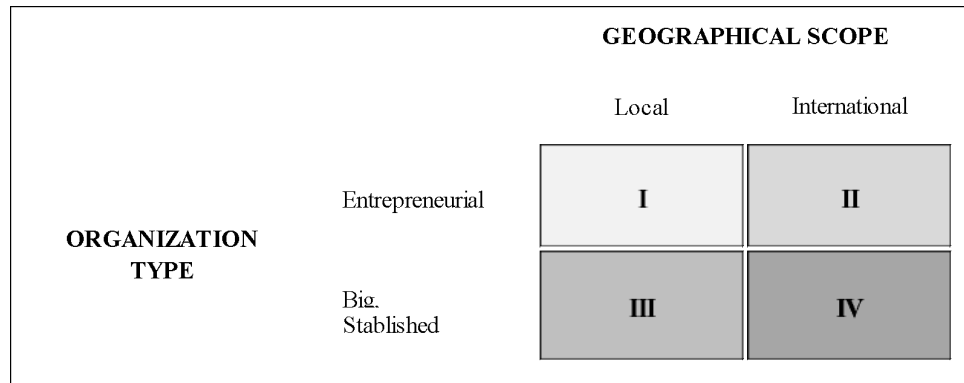 GEOGRAPHICAL SCOPE
Local International
Entrepreneurial I II
ORGANIZATION
TYPE
Big,
Stablished
III IV